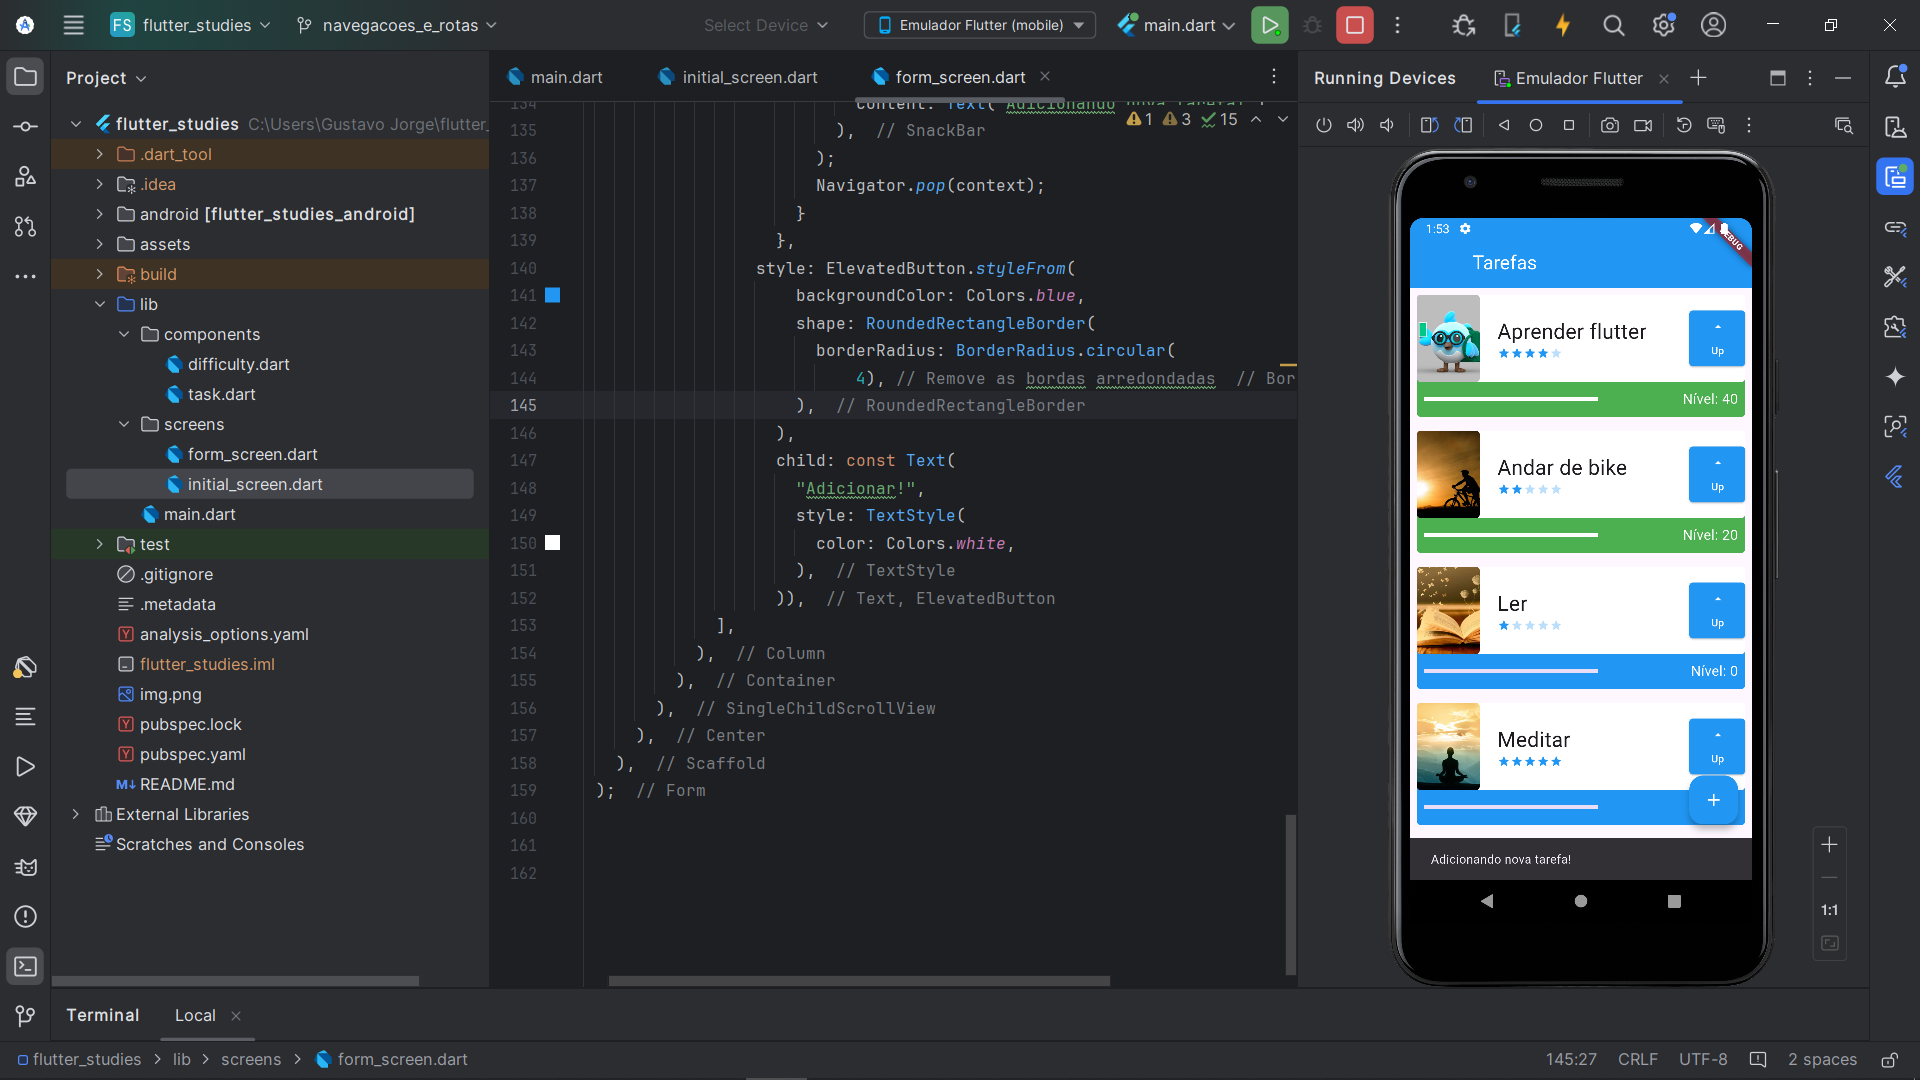 FS flutter_studies
navegacoes_e_rotas
Select Device
Emulador Flutter (mobile)
main.dart
Project
flutter_studies C:\Users\Gustavo Jorge\flutter_
.dart_tool
.idea
android [flutter_studies_android]
assets
build
lib
components
difficulty.dart
task.dart
screens
form_screen.dart
initial_screen.dart
main.dart
test
.gitignore
.metadata
analysis_options.yaml
flutter_studies.iml
img.png
pubspec.lock
pubspec.yaml
README.md
External Libraries
Scratches and Consoles
main.dart
initial_screen.dart
form_screen.dart
1 3 15
134 content: Text("Adicionando nova tarefa!"
135 ), // SnackBar
136 );
137 Navigator.pop(context);
138 }
139 },
140 style: ElevatedButton.styleFrom(
141 backgroundColor: Colors.blue,
142 shape: RoundedRectangleBorder(
143 borderRadius: BorderRadius.circular(
144 4), // Remove as bordas arredondadas // Bor
145 ), // RoundedRectangleBorder
146 ),
147 child: const Text(
148 "Adicionar!",
149 style: TextStyle(
150 color: Colors.white,
151 ), // TextStyle
152 )), // Text, ElevatedButton
153 ],
154 ), // Column
155 ), // Container
156 ), // SingleChildScrollView
157 ), // Center
158 ), // Scaffold
159 ); // Form
160
161
162
Running Devices
Emulador Flutter
1:53
DEBUG
Tarefas
Aprender flutter
Up
Nível: 40
Andar de bike
Up
Nível: 20
Ler
Up
Nível: 0
Meditar
Up
+
Adicionando nova tarefa!
1:1
Terminal
Local
flutter_studies > lib > screens > form_screen.dart
145:27 CRLF UTF-8 2 spaces